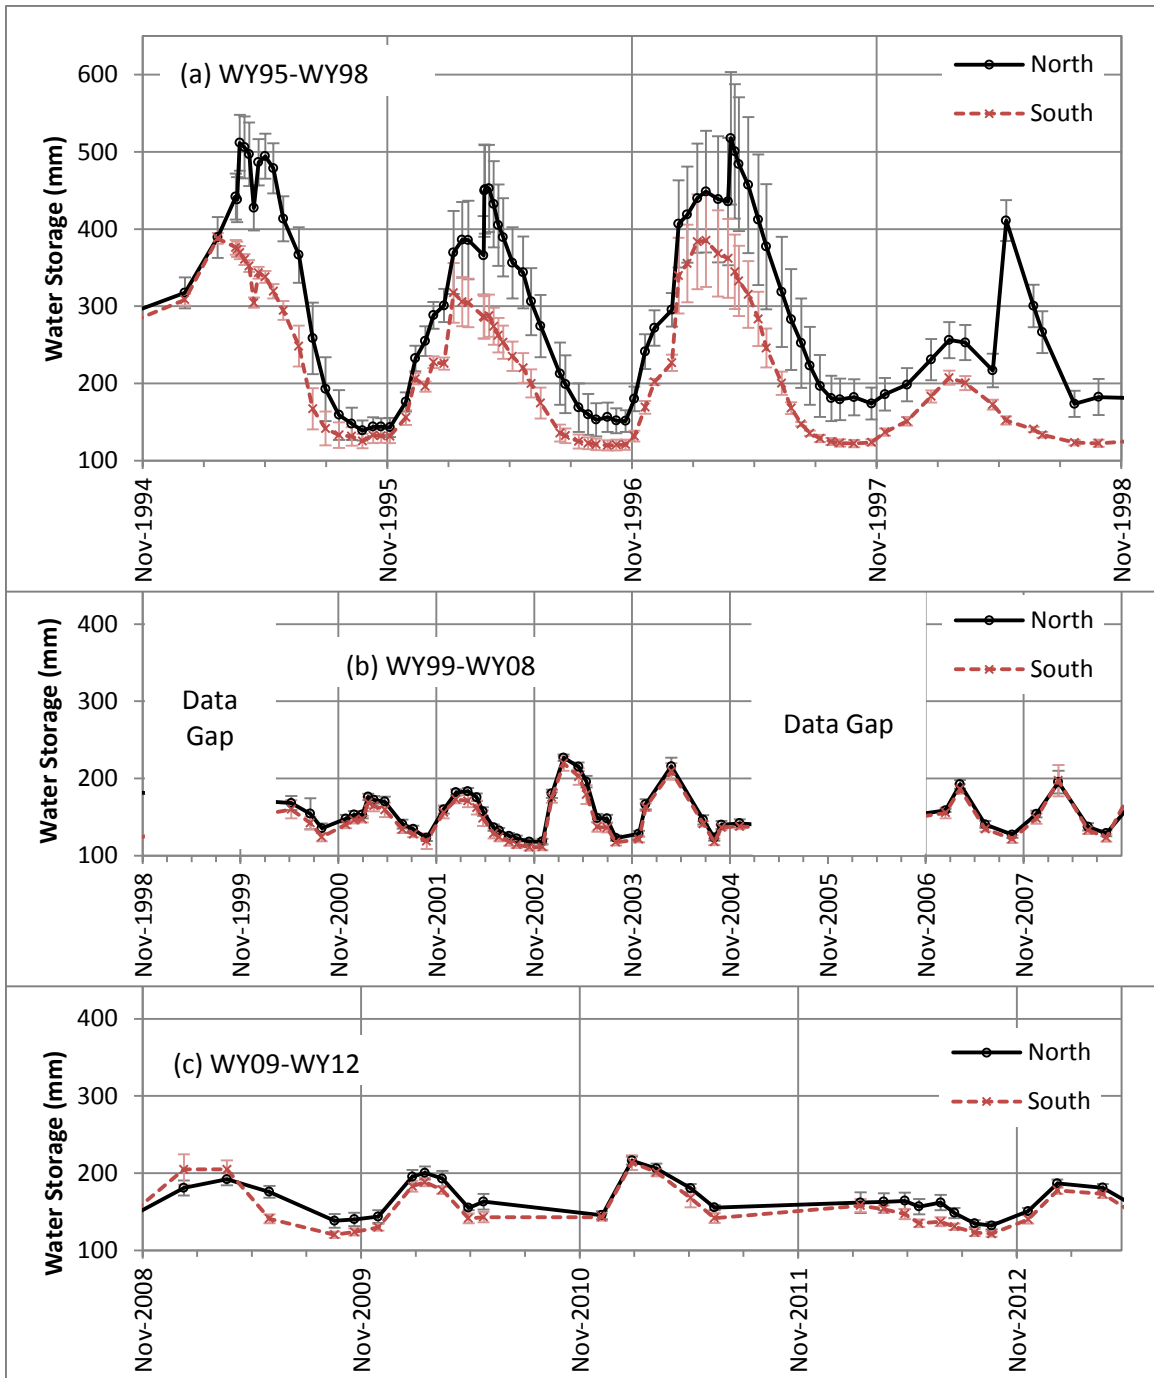 (a) WY95-WY98
North
South
Water Storage (mm)
600
500
400
300
200
100
Nov-1994
Nov-1995
Nov-1996
Nov-1997
Nov-1998
(b) WY99-WY08
North
South
Data
Gap
Data Gap
Water Storage (mm)
400
300
200
100
Nov-1998
Nov-1999
Nov-2000
Nov-2001
Nov-2002
Nov-2003
Nov-2004
Nov-2005
Nov-2006
Nov-2007
(c) WY09-WY12
North
South
Water Storage (mm)
400
300
200
100
Nov-2008
Nov-2009
Nov-2010
Nov-2011
Nov-2012